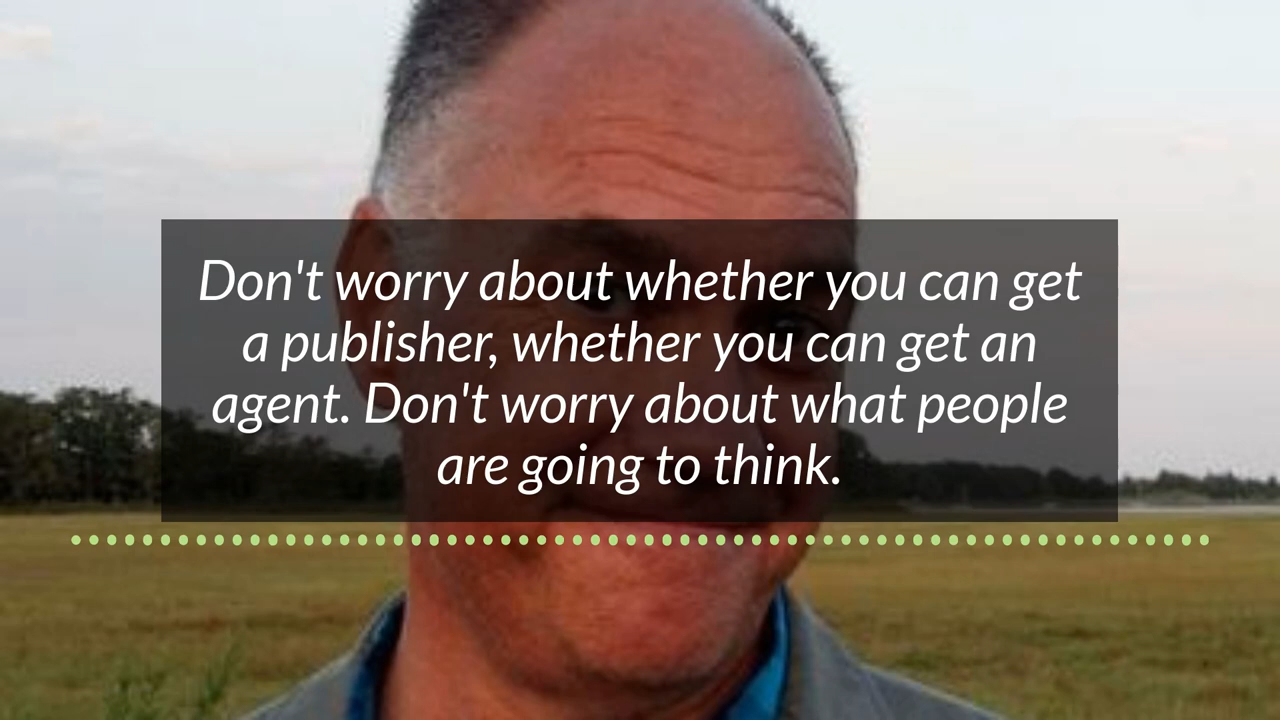 Don't worry about whether you can get
a publisher, whether you can get an
agent. Don't worry about what people
are going to think.